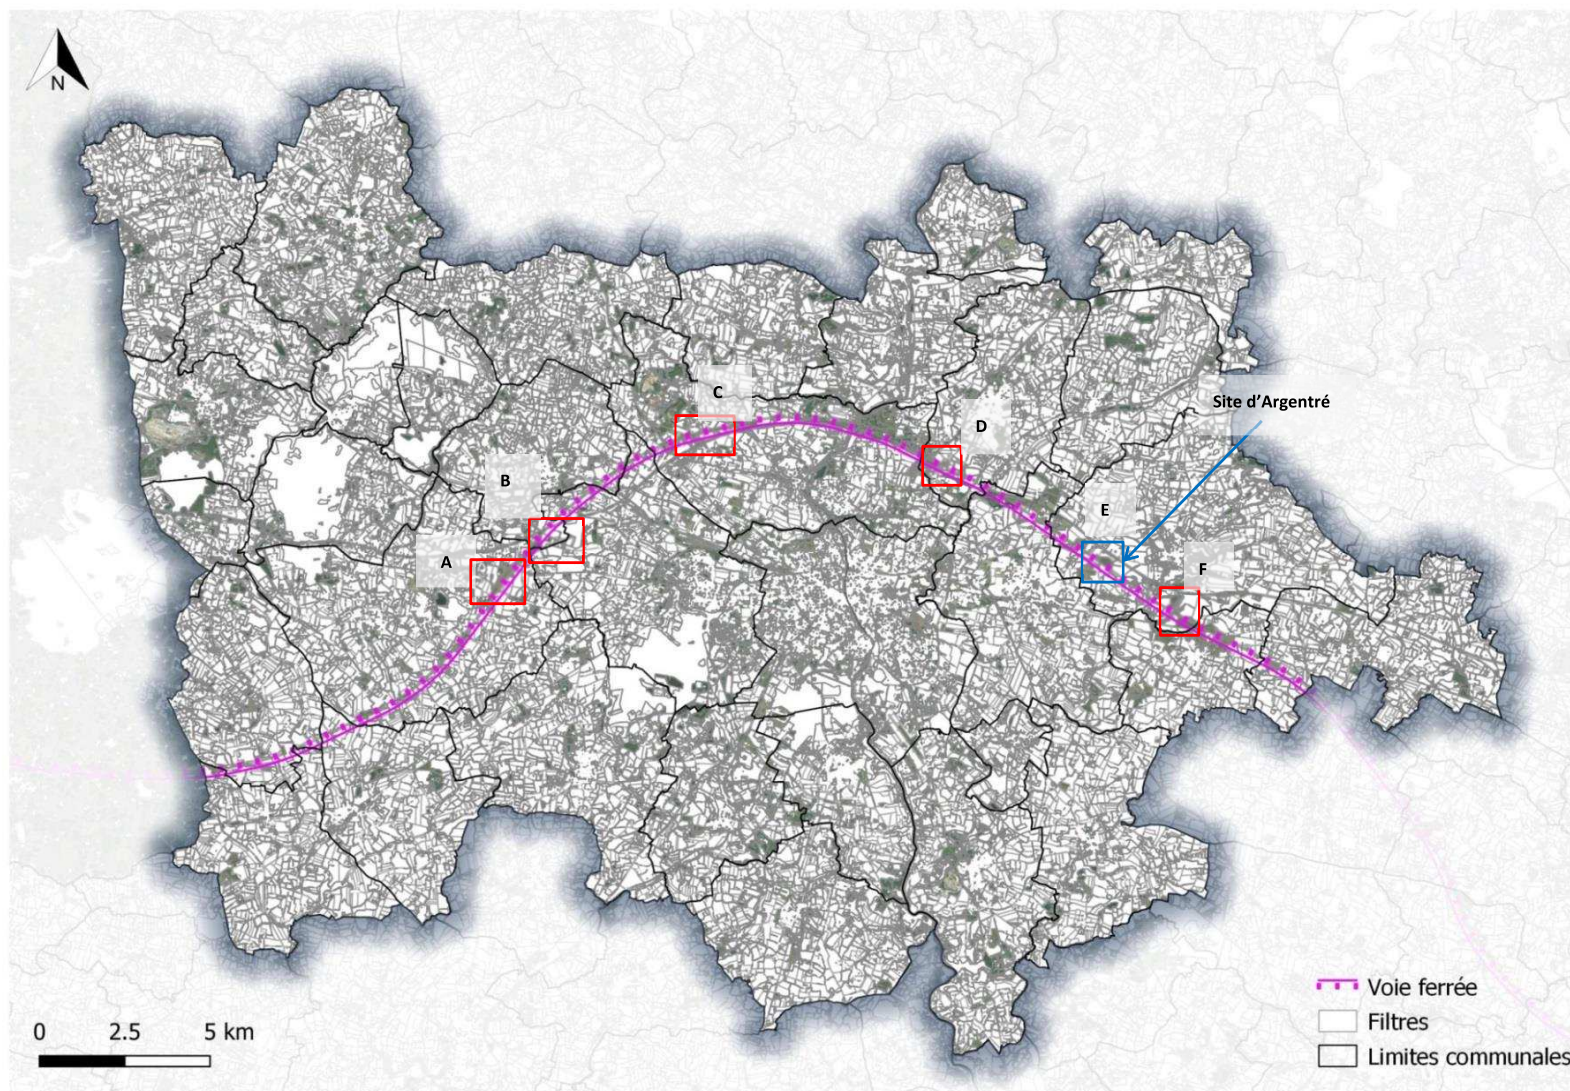 N
C
Site d'Argentré
D
B
E
A
F
0 2.5 5 km
Voie ferrée
Filtres
Limites communales